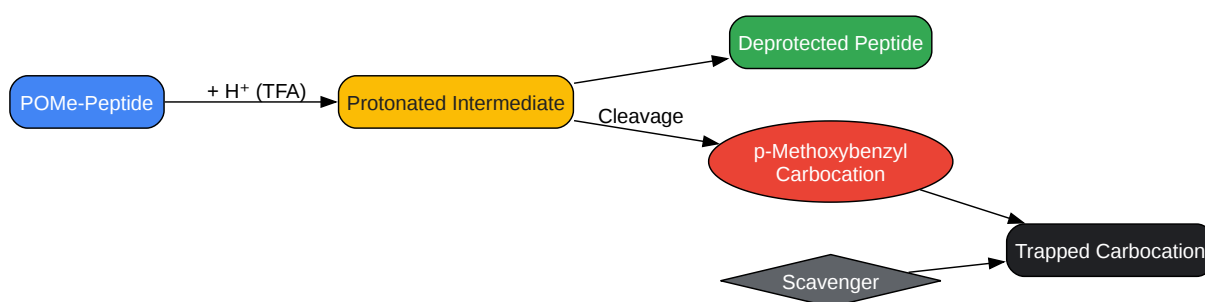 Deprotected Peptide
POMe-Peptide
+ H⁺ (TFA)
Protonated Intermediate
Cleavage
p-Methoxybenzyl
Carbocation
Trapped Carbocation
Scavenger